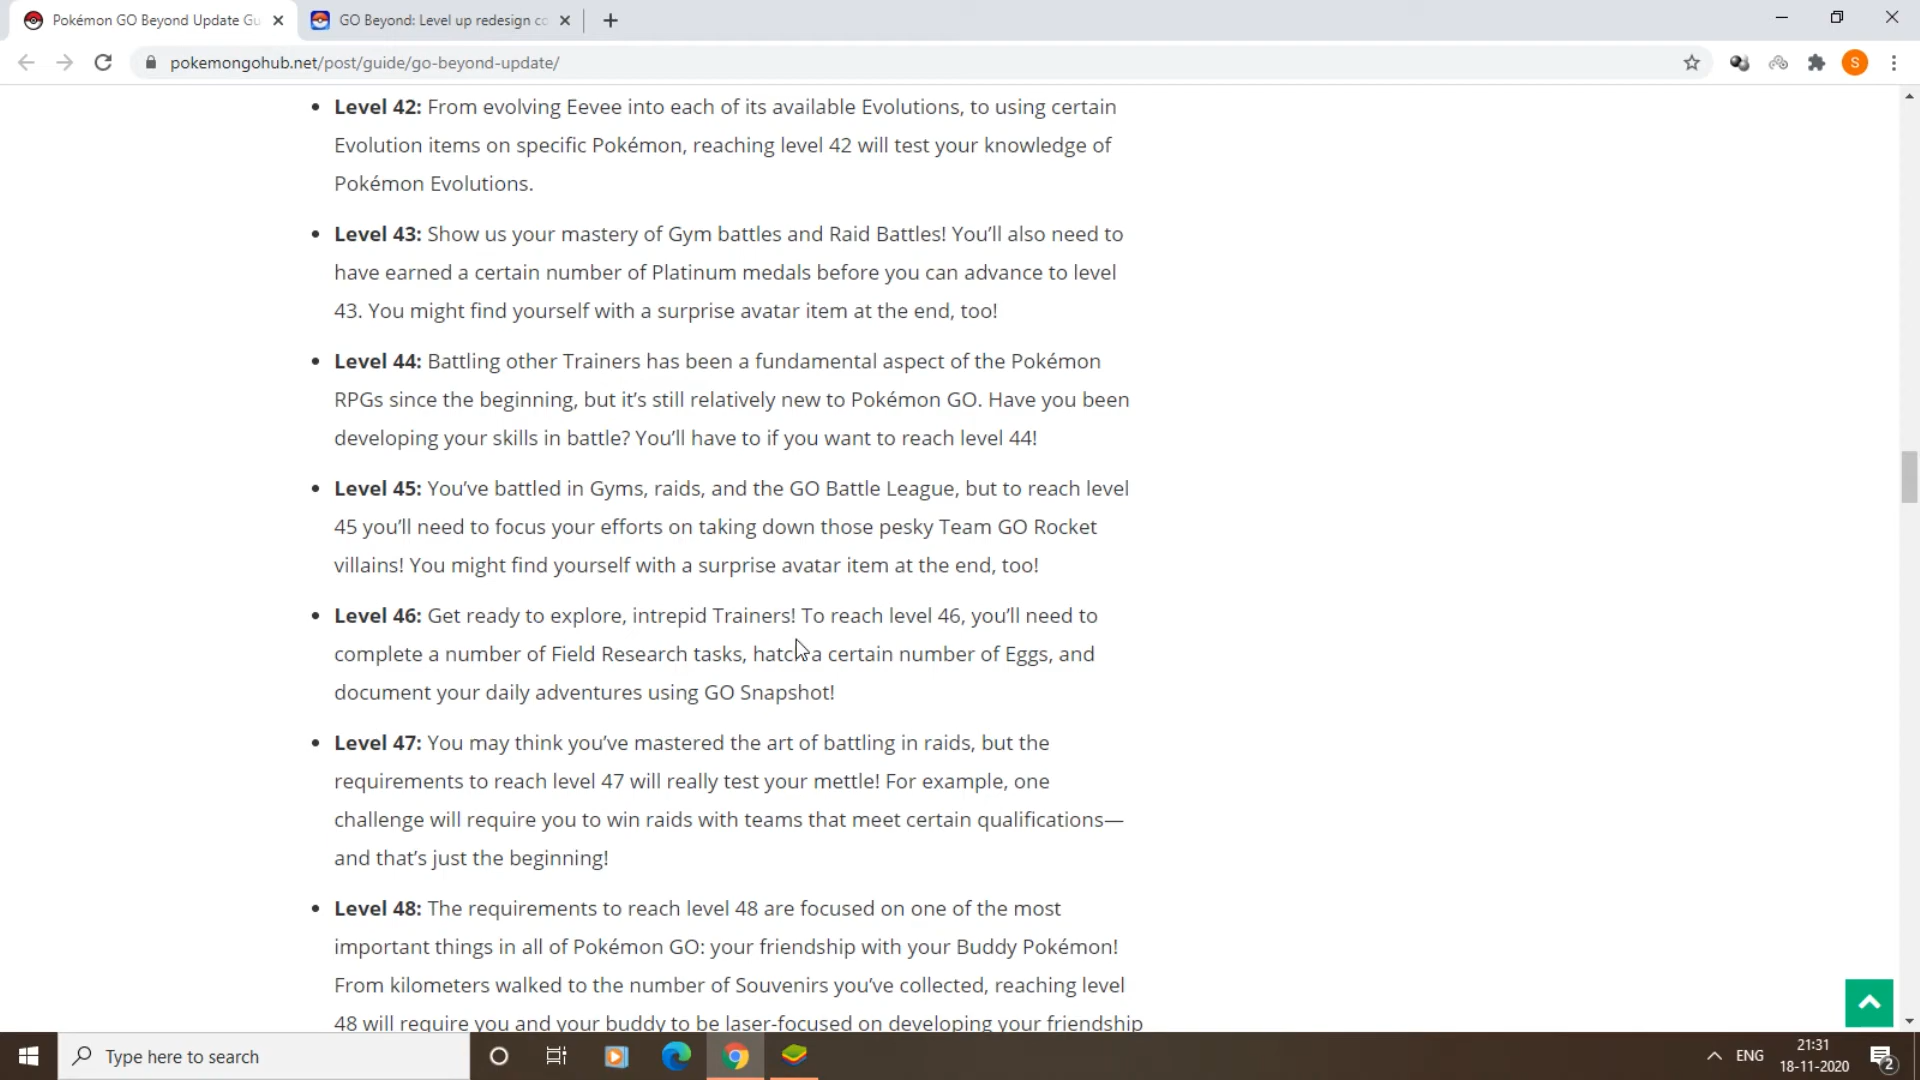 Pokémon GO Beyond Update Gu
GO Beyond: Level up redesign co
pokemongohub.net/post/guide/go-beyond-update/
S
Level 42: From evolving Eevee into each of its available Evolutions, to using certain
Evolution items on specific Pokémon, reaching level 42 will test your knowledge of
Pokémon Evolutions.
Level 43: Show us your mastery of Gym battles and Raid Battles! You’ll also need to
have earned a certain number of Platinum medals before you can advance to level
43. You might find yourself with a surprise avatar item at the end, too!
Level 44: Battling other Trainers has been a fundamental aspect of the Pokémon
RPGs since the beginning, but it’s still relatively new to Pokémon GO. Have you been
developing your skills in battle? You’ll have to if you want to reach level 44!
Level 45: You’ve battled in Gyms, raids, and the GO Battle League, but to reach level
45 you’ll need to focus your efforts on taking down those pesky Team GO Rocket
villains! You might find yourself with a surprise avatar item at the end, too!
Level 46: Get ready to explore, intrepid Trainers! To reach level 46, you’ll need to
complete a number of Field Research tasks, hatch a certain number of Eggs, and
document your daily adventures using GO Snapshot!
Level 47: You may think you’ve mastered the art of battling in raids, but the
requirements to reach level 47 will really test your mettle! For example, one
challenge will require you to win raids with teams that meet certain qualifications—
and that’s just the beginning!
Level 48: The requirements to reach level 48 are focused on one of the most
important things in all of Pokémon GO: your friendship with your Buddy Pokémon!
From kilometers walked to the number of Souvenirs you’ve collected, reaching level
48 will require you and your buddy to be laser-focused on developing your friendship
Type here to search
ENG
21:31
18-11-2020
2